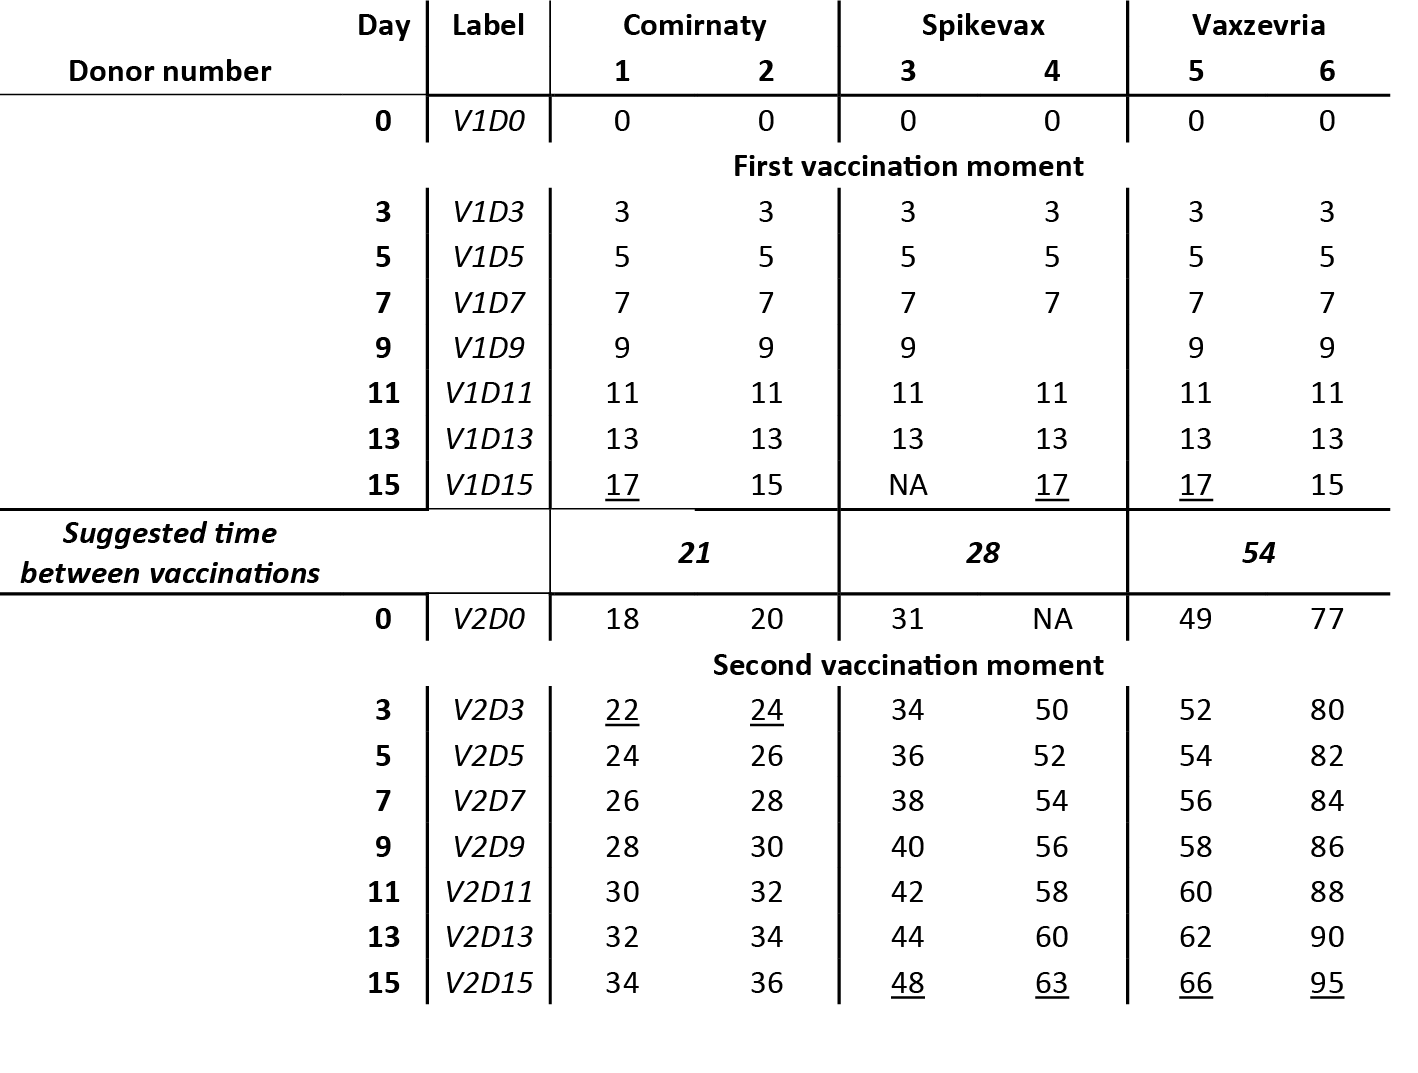 Day Label Comirnaty Spikevax Vaxzevria
Donor number 1 2 3 4 5 6
0 V1D0 0 0 0 0 0 0
First vaccination moment
3 V1D3 3 3 3 3 3 3
5 V1D5 5 5 5 5 5 5
7 V1D7 7 7 7 7 7 7
9 V1D9 9 9 9 9 9
11 V1D11 11 11 11 11 11 11
13 V1D13 13 13 13 13 13 13
15 V1D15 17 15 NA 17 17 15
Suggested time
between vaccinations 21 28 54
0 V2D0 18 20 31 NA 49 77
Second vaccination moment
3 V2D3 22 24 34 50 52 80
5 V2D5 24 26 36 52 54 82
7 V2D7 26 28 38 54 56 84
9 V2D9 28 30 40 56 58 86
11 V2D11 30 32 42 58 60 88
13 V2D13 32 34 44 60 62 90
15 V2D15 34 36 48 63 66 95